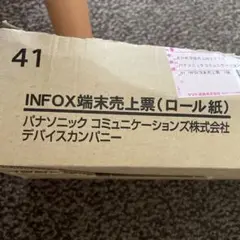 41
INFOX端末売上票(ロール紙)
パナソニック コミュニケーションズ株式会社
デバイスカンパニー